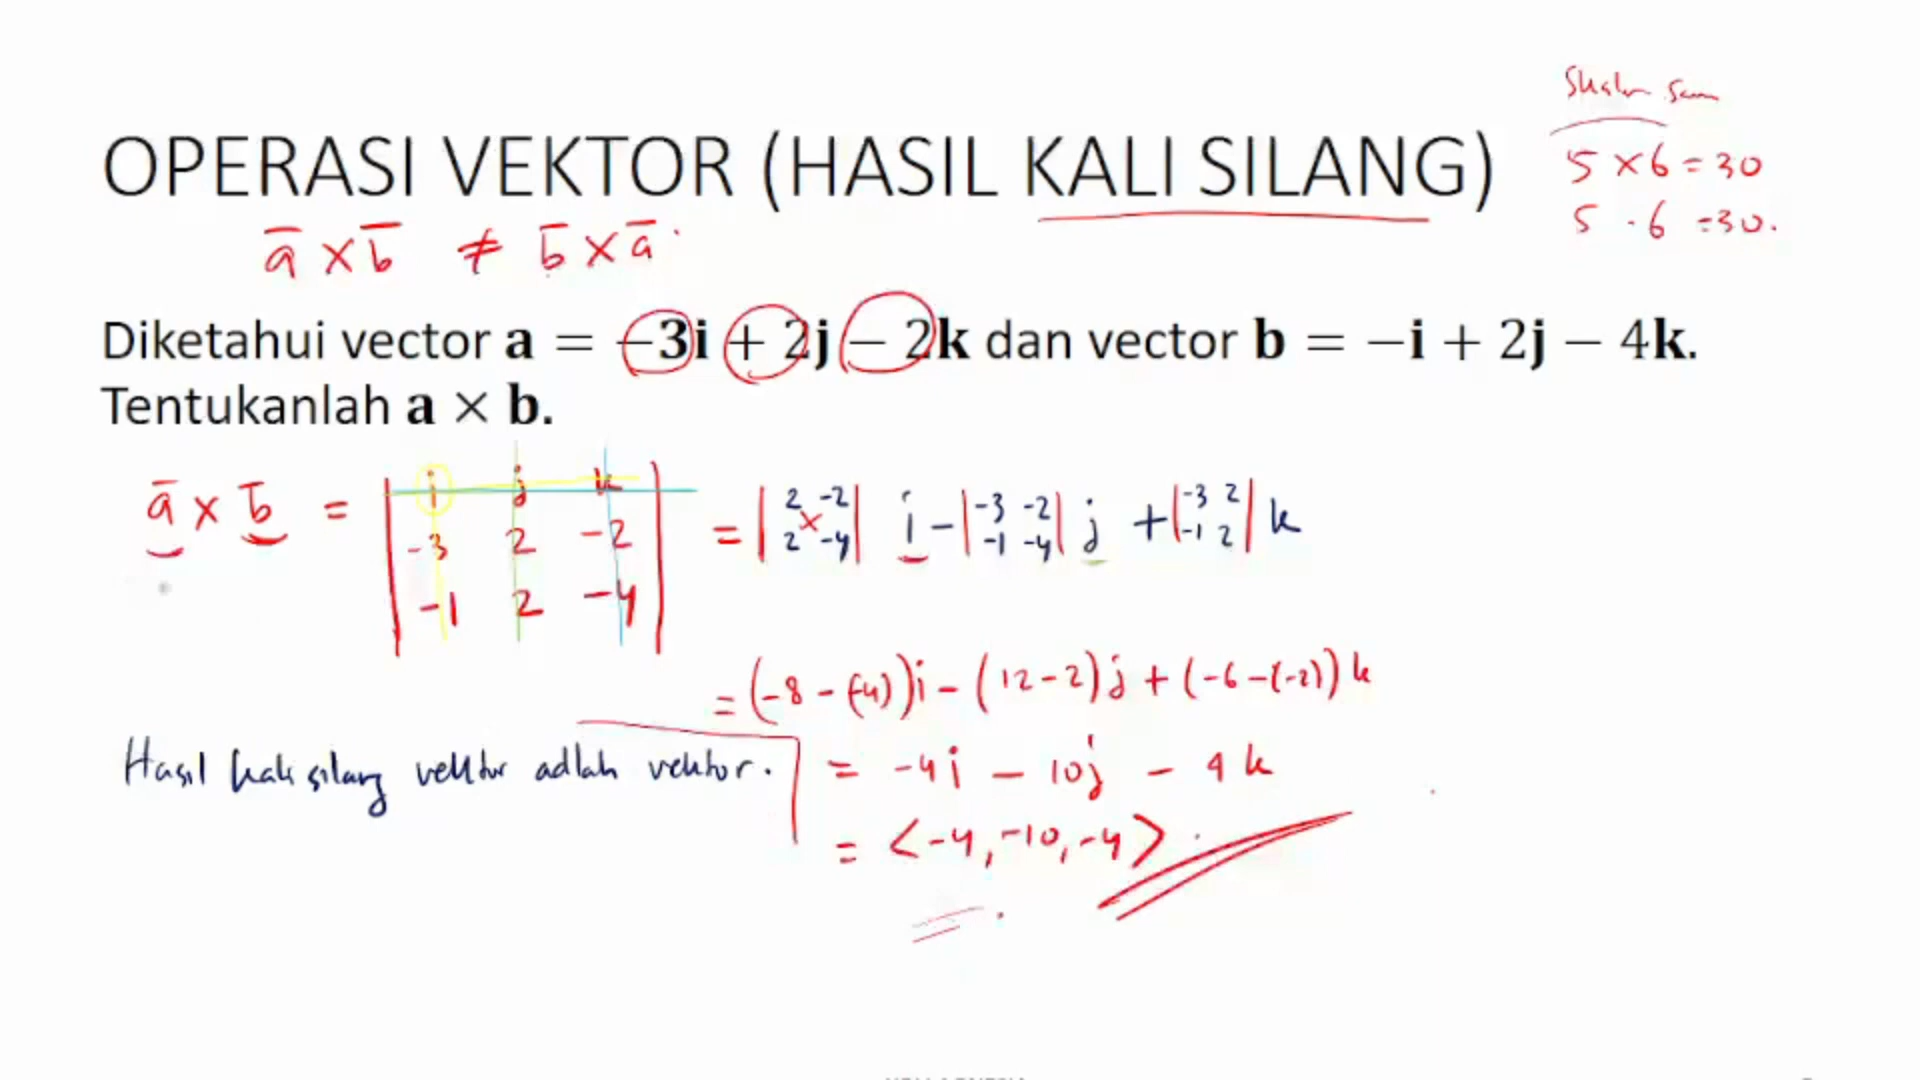 Skalar
OPERASI VEKTOR (HASIL KALI SILANG)
5 × 6 = 30
5 · 6 = 30.
a̅ × b̅ ≠ b̅ × a̅
Diketahui vector a = −3i + 2j − 2k dan vector b = −i + 2j − 4k.
Tentukanlah a × b.
a̅ × b̅ = | i j k | = | 2 -2 | i - | -3 -2 | j + | -3 2 | k
| -3 2 -2 | | 2 -4 | | -1 -4 | | -1 2 |
| -1 2 -4 |
= (-8 - (-4)) i - (12 - 2) j + (-6 - (-2)) k
Hasil kali silang vektor adlah vektor.
= -4i - 10j - 4k
= <-4, -10, -4>